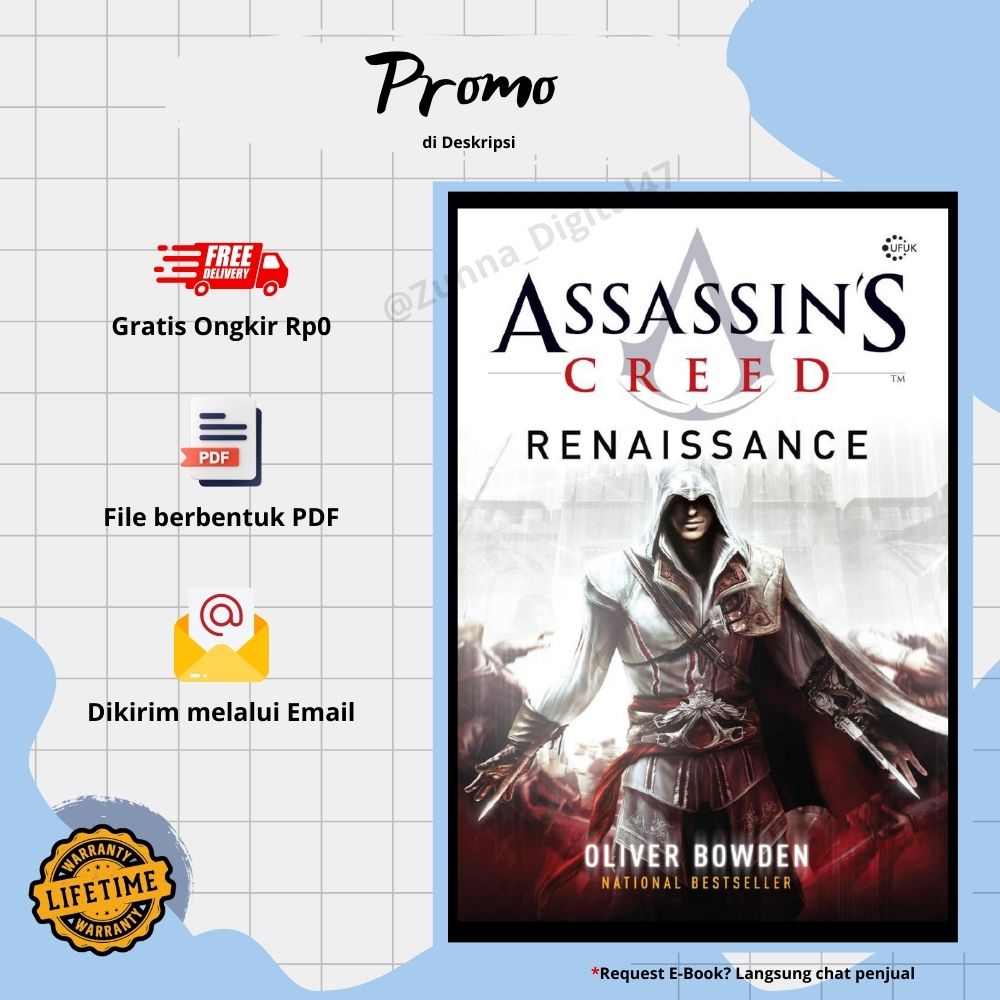 Promo
di Deskripsi
@Zunna_Digital47
FREE
DELIVERY
Gratis Ongkir Rp0
PDF
File berbentuk PDF
@
Dikirim melalui Email
WARRANTY
LIFETIME
WARRANTY
UFUK
ASSASSIN'S
CREED
TM
RENAISSANCE
OLIVER BOWDEN
NATIONAL BESTSELLER
*Request E-Book? Langsung chat penjual